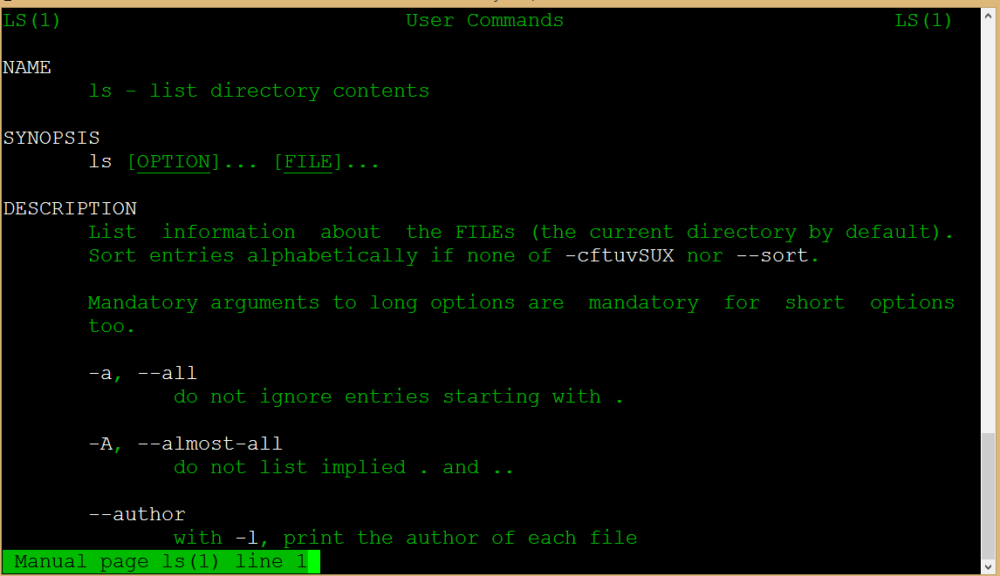 LS(1) User Commands LS(1)
NAME
ls - list directory contents
SYNOPSIS
ls [OPTION]... [FILE]...
DESCRIPTION
List information about the FILEs (the current directory by default).
Sort entries alphabetically if none of -cftuvSUX nor --sort.
Mandatory arguments to long options are mandatory for short options
too.
-a, --all
do not ignore entries starting with .
-A, --almost-all
do not list implied . and ..
--author
with -l, print the author of each file
Manual page ls(1) line 1